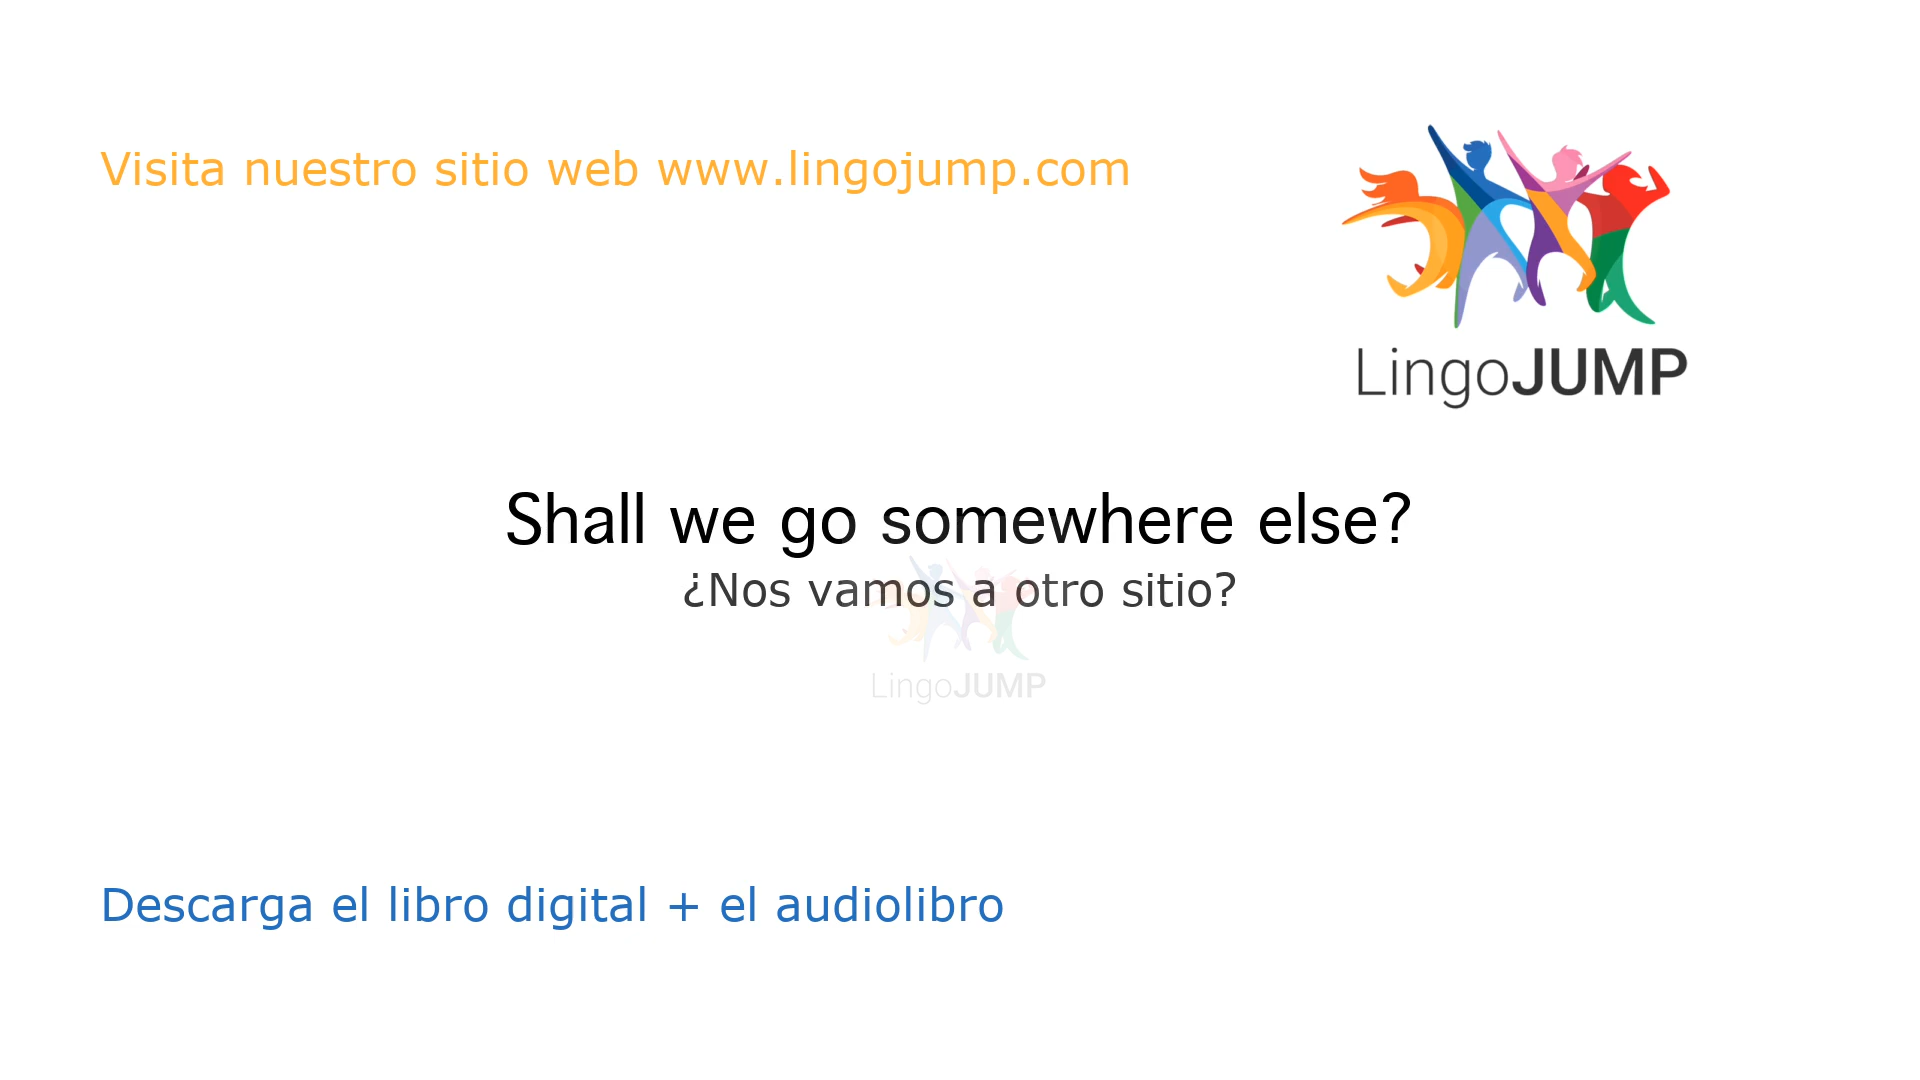 Visita nuestro sitio web www.lingojump.com
LingoJUMP
Shall we go somewhere else?
¿Nos vamos a otro sitio?
LingoJUMP
Descarga el libro digital + el audiolibro